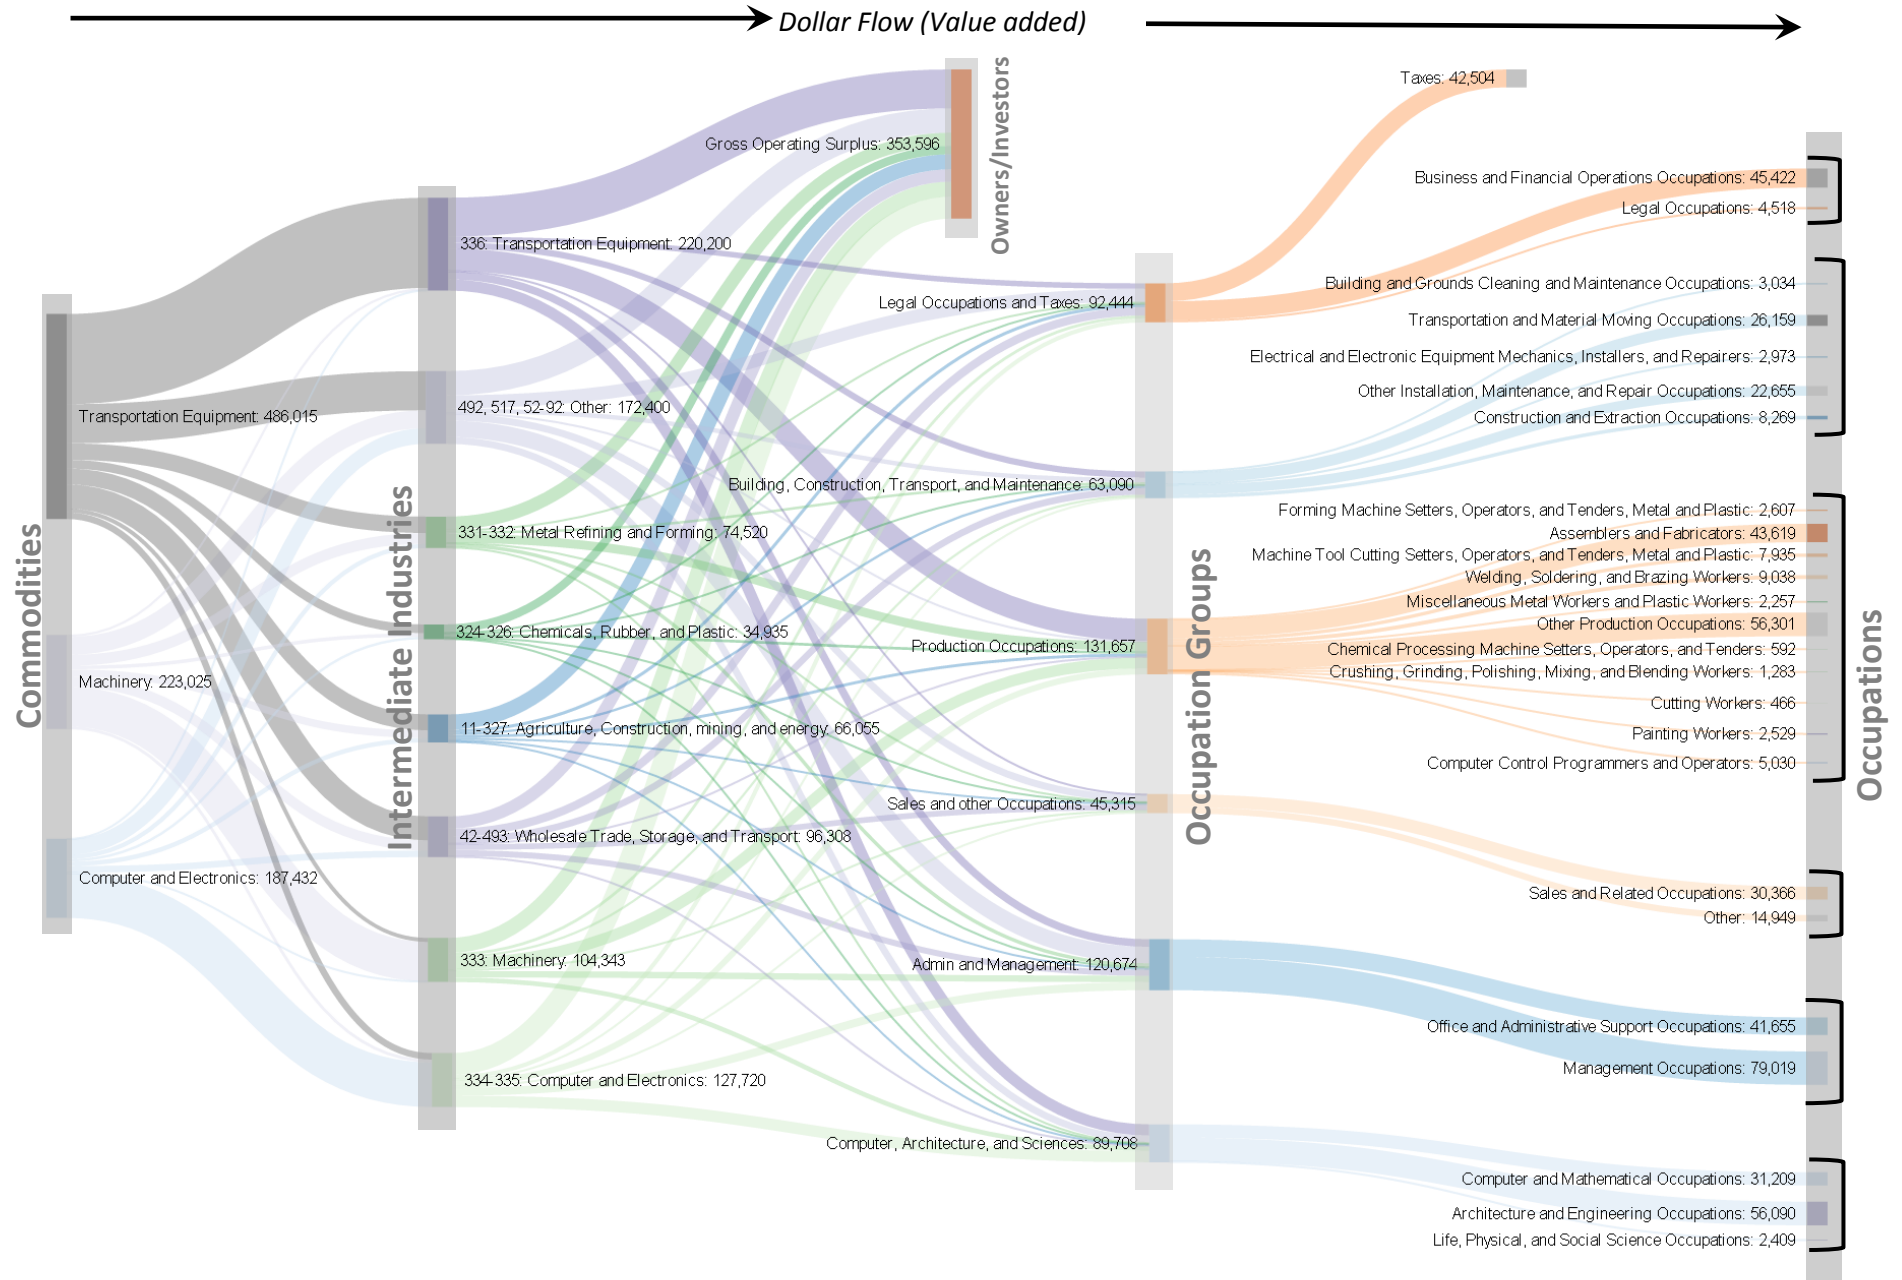 Dollar Flow (Value added)
Commodities
Transportation Equipment: 486,015
Machinery: 223,025
Computer and Electronics: 187,432
Intermediate Industries
336: Transportation Equipment: 220,200
492, 517, 52-92: Other: 172,400
331-332: Metal Refining and Forming: 74,520
324-326: Chemicals, Rubber, and Plastic: 34,935
11-327: Agriculture, Construction, mining, and energy: 66,055
42-493: Wholesale Trade, Storage, and Transport: 96,308
333: Machinery: 104,343
334-335: Computer and Electronics: 127,720
Owners/Investors
Gross Operating Surplus: 353,596
Occupation Groups
Legal Occupations and Taxes: 92,444
Building, Construction, Transport, and Maintenance: 63,090
Production Occupations: 131,657
Sales and other Occupations: 45,315
Admin and Management: 120,674
Computer, Architecture, and Sciences: 89,708
Occupations
Taxes: 42,504
Business and Financial Operations Occupations: 45,422
Legal Occupations: 4,518
Building and Grounds Cleaning and Maintenance Occupations: 3,034
Transportation and Material Moving Occupations: 26,159
Electrical and Electronic Equipment Mechanics, Installers, and Repairers: 2,973
Other Installation, Maintenance, and Repair Occupations: 22,655
Construction and Extraction Occupations: 8,269
Forming Machine Setters, Operators, and Tenders, Metal and Plastic: 2,607
Assemblers and Fabricators: 43,619
Machine Tool Cutting Setters, Operators, and Tenders, Metal and Plastic: 7,935
Welding, Soldering, and Brazing Workers: 9,038
Miscellaneous Metal Workers and Plastic Workers: 2,257
Other Production Occupations: 56,301
Chemical Processing Machine Setters, Operators, and Tenders: 592
Crushing, Grinding, Polishing, Mixing, and Blending Workers: 1,283
Cutting Workers: 466
Painting Workers: 2,529
Computer Control Programmers and Operators: 5,030
Sales and Related Occupations: 30,366
Other: 14,949
Office and Administrative Support Occupations: 41,655
Management Occupations: 79,019
Computer and Mathematical Occupations: 31,209
Architecture and Engineering Occupations: 56,090
Life, Physical, and Social Science Occupations: 2,409